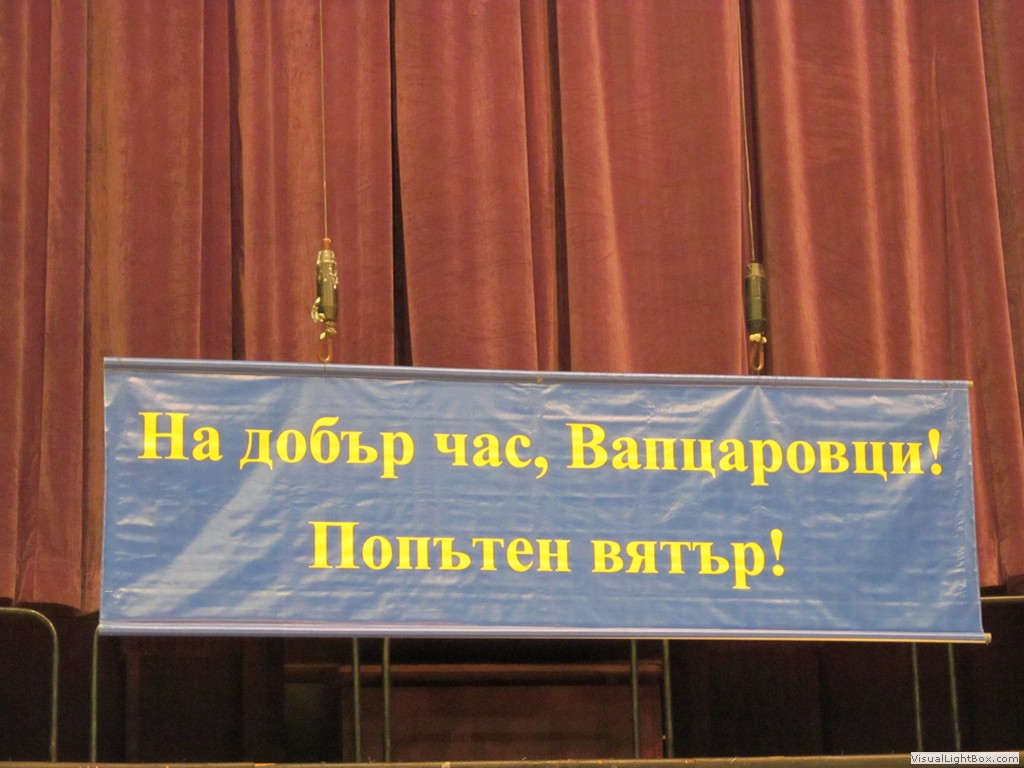 На добър час, Вапцаровци!
Попътен вятър!
VisualLightBox.com